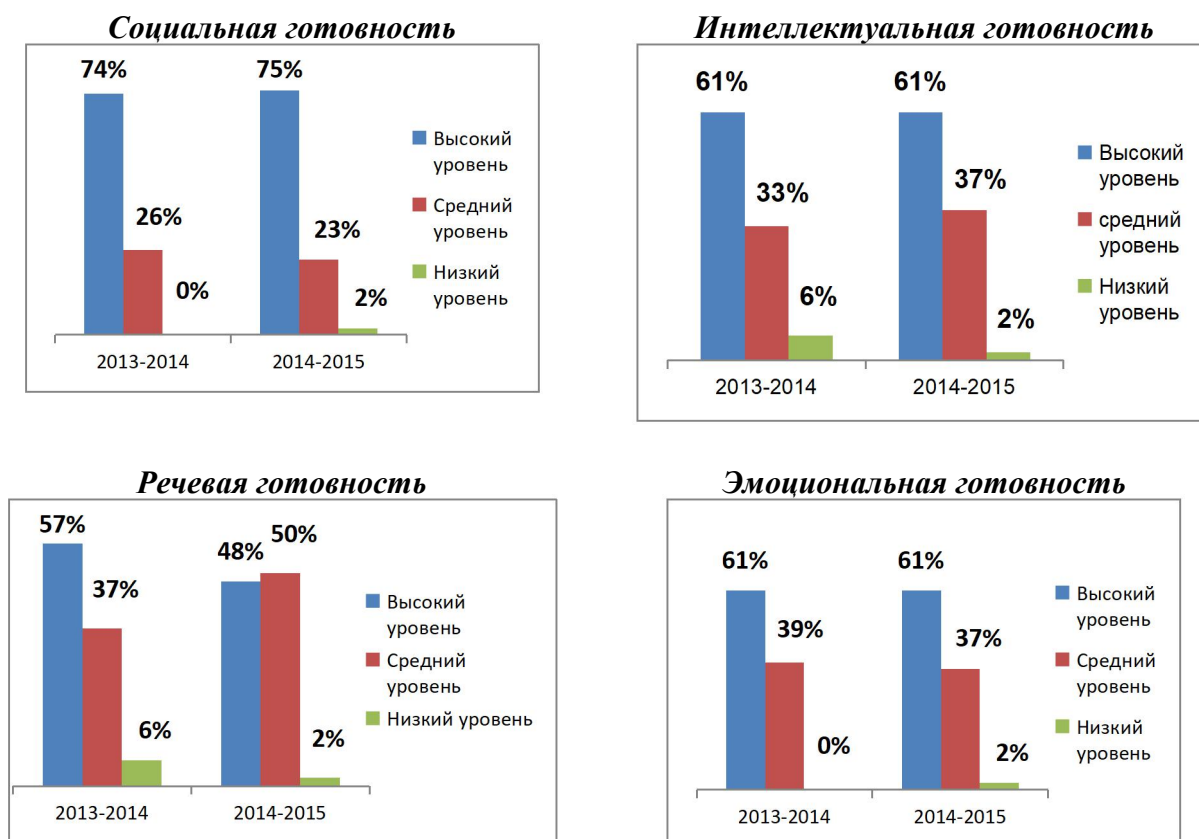 Социальная готовность
74%
75%
26%
23%
0%
2%
Высокий
уровень
Средний
уровень
Низкий
уровень
2013-2014
2014-2015
Интеллектуальная готовность
61%
61%
33%
37%
6%
2%
Высокий
уровень
средний
уровень
Низкий
уровень
2013-2014
2014-2015
Речевая готовность
57%
50%
48%
37%
6%
2%
Высокий
уровень
Средний
уровень
Низкий уровень
2013-2014
2014-2015
Эмоциональная готовность
61%
61%
39%
37%
0%
2%
Высокий
уровень
Средний
уровень
Низкий
уровень
2013-2014
2014-2015